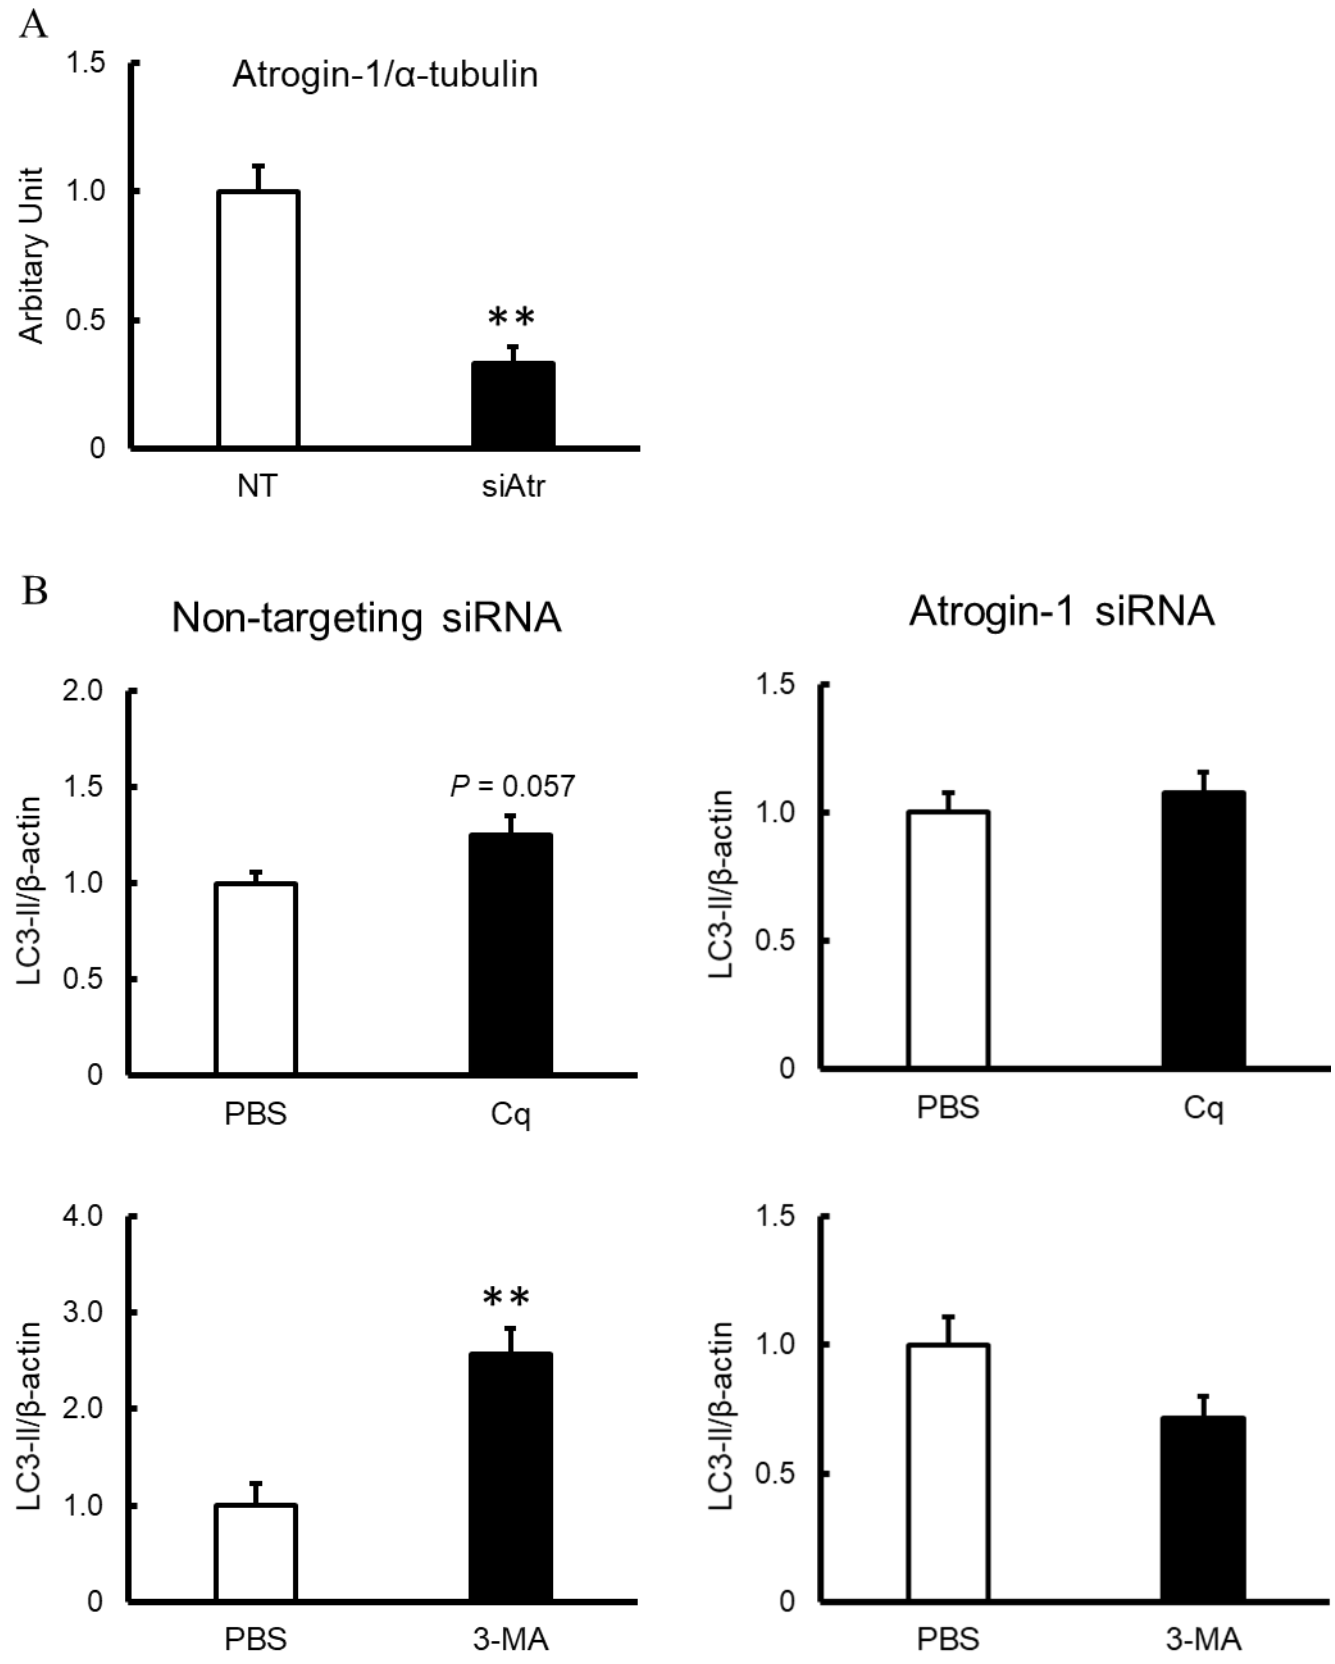 A
Atrogin-1/α-tubulin
Arbitary Unit
1.5
1.0
0.5
0
**
NT
siAtr
B
Non-targeting siRNA
Atrogin-1 siRNA
LC3-II/β-actin
2.0
1.5
1.0
0.5
0
P = 0.057
PBS
Cq
LC3-II/β-actin
1.5
1.0
0.5
0
PBS
Cq
LC3-II/β-actin
4.0
3.0
2.0
1.0
0
**
PBS
3-MA
LC3-II/β-actin
1.5
1.0
0.5
0
PBS
3-MA